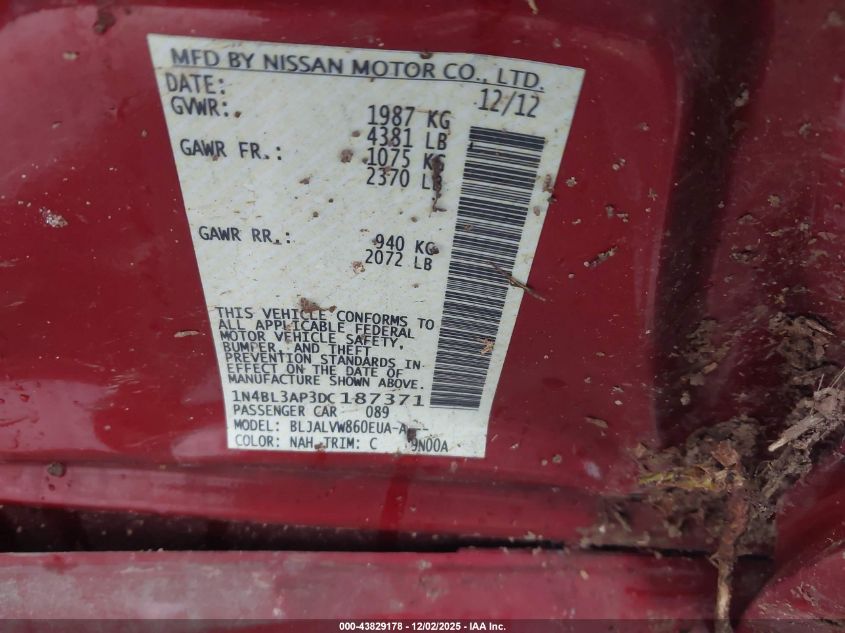 MFD BY NISSAN MOTOR CO., LTD.
DATE: 12/12
GVWR: 1987 KG
4381 LB
GAWR FR.: 1075 KG
2370 LB
GAWR RR.: 940 KG
2072 LB
THIS VEHICLE CONFORMS TO
ALL APPLICABLE FEDERAL
MOTOR VEHICLE SAFETY,
BUMPER, AND THEFT
PREVENTION STANDARDS IN
EFFECT ON THE DATE OF
MANUFACTURE SHOWN ABOVE.
1N4BL3AP3DC187371
PASSENGER CAR 089
MODEL: BLJALVW860EUA-A
COLOR: NAH TRIM: C 9N00A
000-43829178 - 12/02/2025 - IAA Inc.